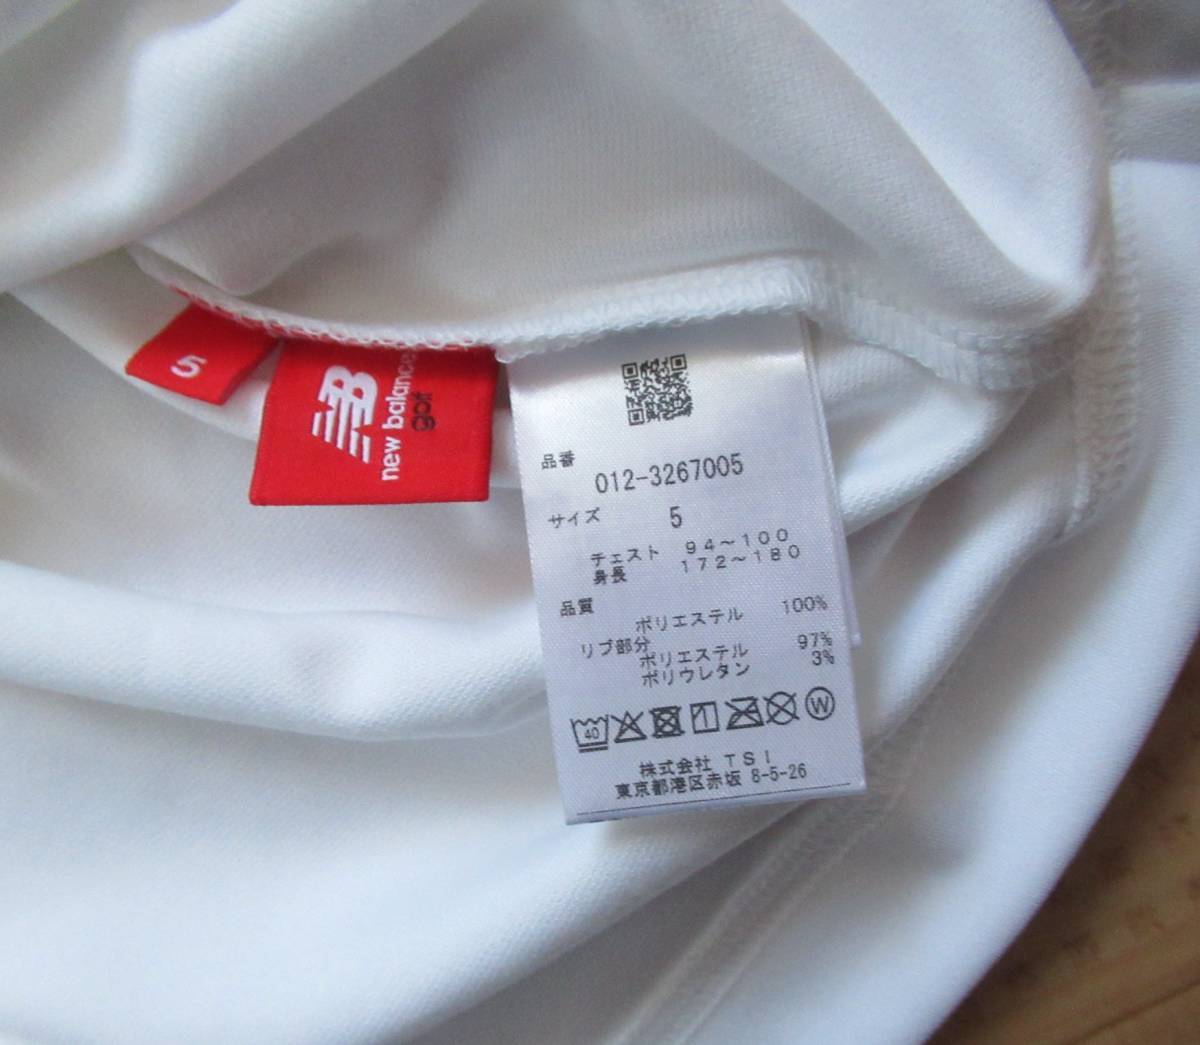 5
NB
new balance
golf
品番
012-3267005
サイズ 5
チェスト 94～100
身長 172～180
品質
ポリエステル 100%
リブ部分
ポリエステル 97%
ポリウレタン 3%
40 W
株式会社 TSI
東京都港区赤坂 8-5-26